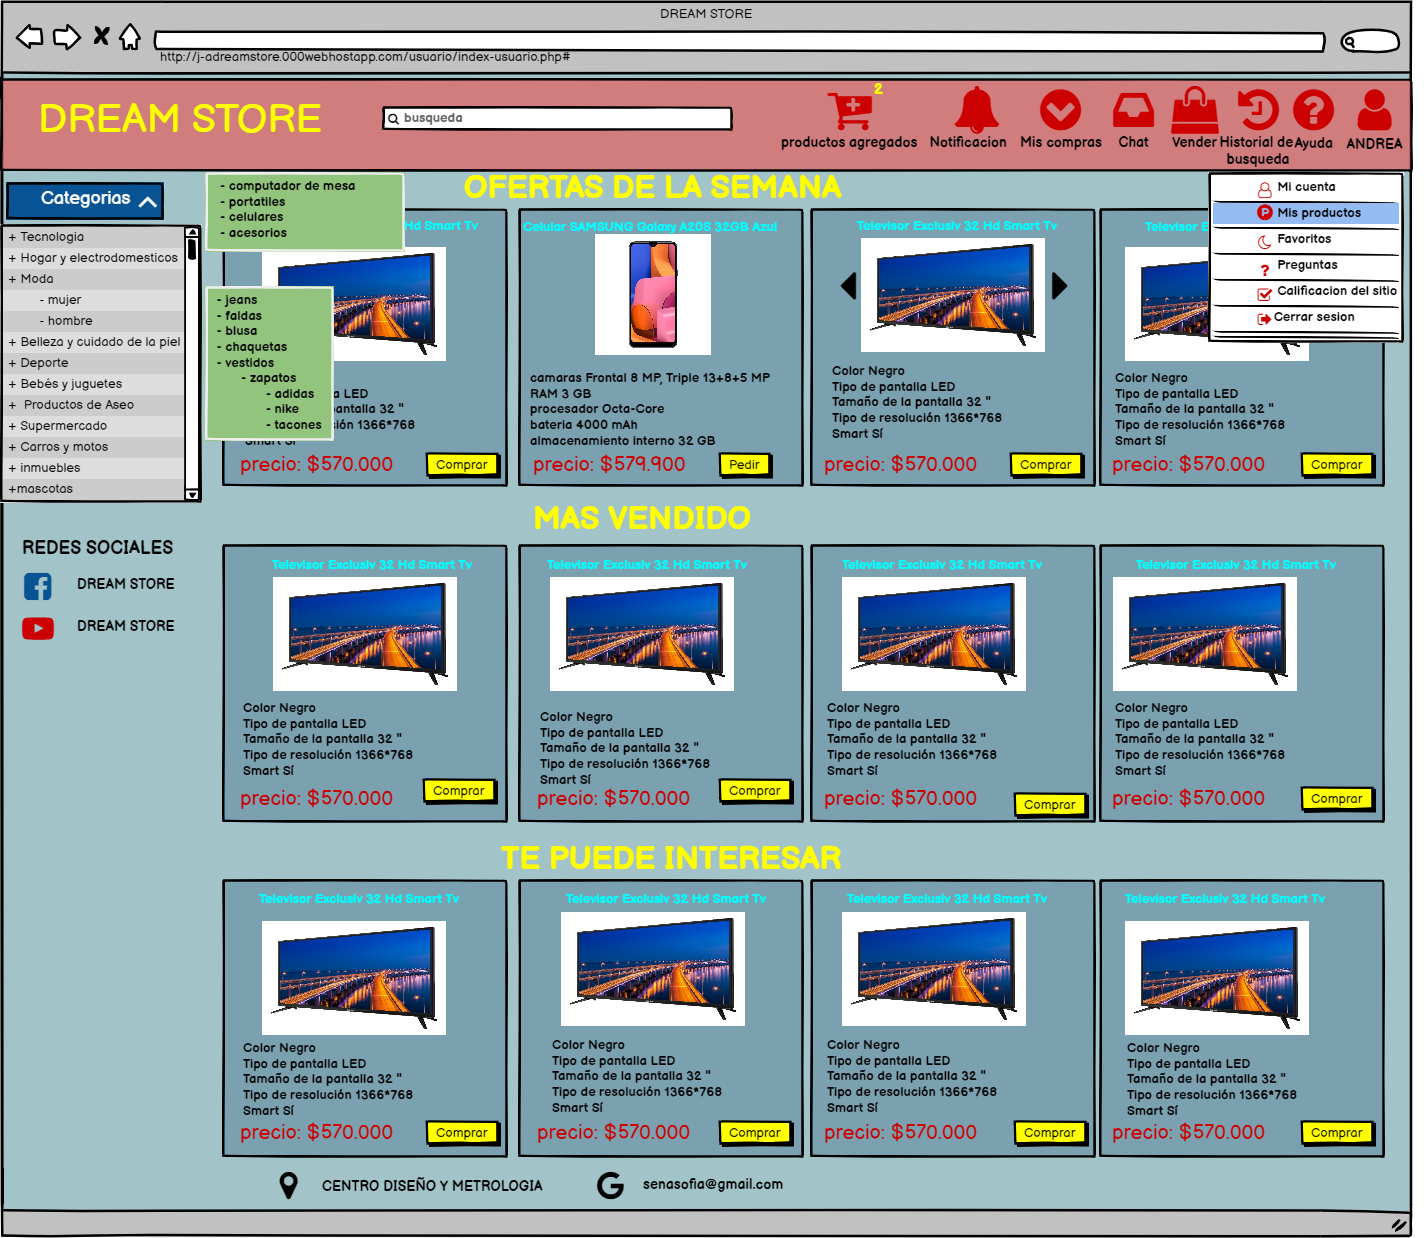 DREAM STORE
http://j-adreamstore.000webhostapp.com/usuario/index-usuario.php#
DREAM STORE
busqueda
2
productos agregados
Notificacion
Mis compras
Chat
Vender
Historial de
busqueda
Ayuda
ANDREA
Mi cuenta
Mis productos
Favoritos
Preguntas
Calificacion del sitio
Cerrar sesion
Categorias
+ Tecnologia
+ Hogar y electrodomesticos
+ Moda
- mujer
- hombre
+ Belleza y cuidado de la piel
+ Deporte
+ Bebés y juguetes
+ Productos de Aseo
+ Supermercado
+ Carros y motos
+ inmuebles
+mascotas
- computador de mesa
- portatiles
- celulares
- acesorios
- jeans
- faldas
- blusa
- chaquetas
- vestidos
- zapatos
- adidas
- nike
- tacones
REDES SOCIALES
DREAM STORE
DREAM STORE
OFERTAS DE LA SEMANA
Hd Smart Tv
LED
pantalla 32 "
1366*768
Smart Sí
precio: $570.000
Comprar
Celular SAMSUNG Galaxy A20S 32GB Azul
camaras Frontal 8 MP, Triple 13+8+5 MP
RAM 3 GB
procesador Octa-Core
bateria 4000 mAh
almacenamiento interno 32 GB
precio: $579.900
Pedir
Televisor Exclusiv 32 Hd Smart Tv
Color Negro
Tipo de pantalla LED
Tamaño de la pantalla 32 "
Tipo de resolución 1366*768
Smart Sí
precio: $570.000
Comprar
Televisor
Color Negro
Tipo de pantalla LED
Tamaño de la pantalla 32 "
Tipo de resolución 1366*768
Smart Sí
precio: $570.000
Comprar
MAS VENDIDO
Televisor Exclusiv 32 Hd Smart Tv
Color Negro
Tipo de pantalla LED
Tamaño de la pantalla 32 "
Tipo de resolución 1366*768
Smart Sí
precio: $570.000
Comprar
Televisor Exclusiv 32 Hd Smart Tv
Color Negro
Tipo de pantalla LED
Tamaño de la pantalla 32 "
Tipo de resolución 1366*768
Smart Sí
precio: $570.000
Comprar
Televisor Exclusiv 32 Hd Smart Tv
Color Negro
Tipo de pantalla LED
Tamaño de la pantalla 32 "
Tipo de resolución 1366*768
Smart Sí
precio: $570.000
Comprar
Televisor Exclusiv 32 Hd Smart Tv
Color Negro
Tipo de pantalla LED
Tamaño de la pantalla 32 "
Tipo de resolución 1366*768
Smart Sí
precio: $570.000
Comprar
TE PUEDE INTERESAR
Televisor Exclusiv 32 Hd Smart Tv
Color Negro
Tipo de pantalla LED
Tamaño de la pantalla 32 "
Tipo de resolución 1366*768
Smart Sí
precio: $570.000
Comprar
Televisor Exclusiv 32 Hd Smart Tv
Color Negro
Tipo de pantalla LED
Tamaño de la pantalla 32 "
Tipo de resolución 1366*768
Smart Sí
precio: $570.000
Comprar
Televisor Exclusiv 32 Hd Smart Tv
Color Negro
Tipo de pantalla LED
Tamaño de la pantalla 32 "
Tipo de resolución 1366*768
Smart Sí
precio: $570.000
Comprar
Televisor Exclusiv 32 Hd Smart Tv
Color Negro
Tipo de pantalla LED
Tamaño de la pantalla 32 "
Tipo de resolución 1366*768
Smart Sí
precio: $570.000
Comprar
CENTRO DISEÑO Y METROLOGIA
senasofia@gmail.com